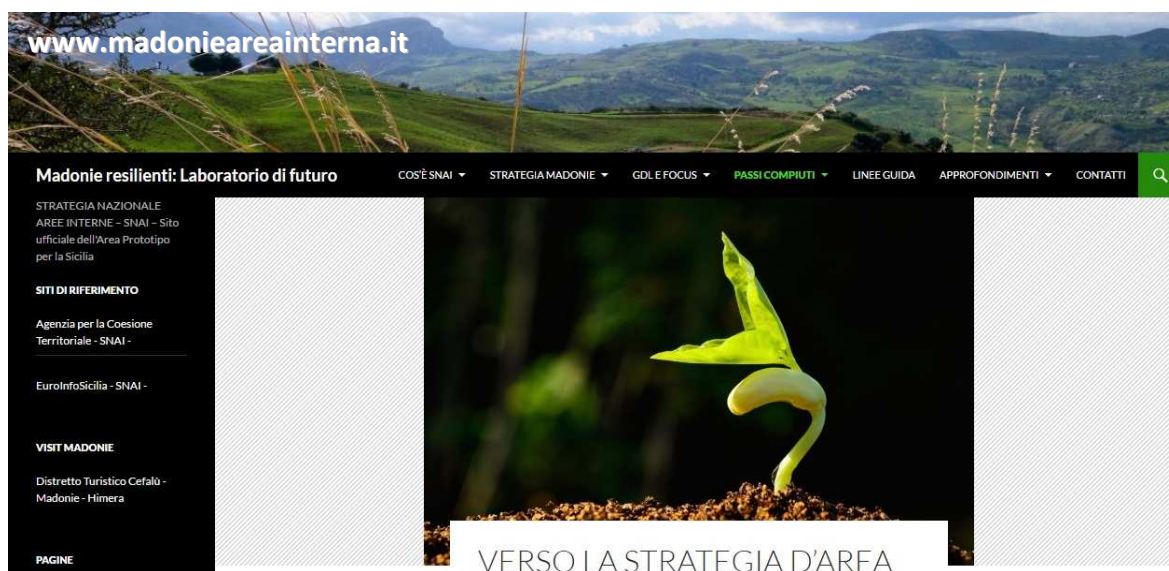 www.madonieareainterna.it
Madonie resilienti: Laboratorio di futuro
COS'È SNAI
STRATEGIA MADONIE
GDL E FOCUS
PASSI COMPIUTI
LINEE GUIDA
APPROFONDIMENTI
CONTATTI
STRATEGIA NAZIONALE
AREE INTERNE – SNAI – Sito
ufficiale dell'Area Prototipo
per la Sicilia
SITI DI RIFERIMENTO
Agenzia per la Coesione
Territoriale - SNAI -
EuroInfoSicilia - SNAI -
VISIT MADONIE
Distretto Turistico Cefalù -
Madonie - Himera
PAGINE
VERSO LA STRATEGIA D'AREA